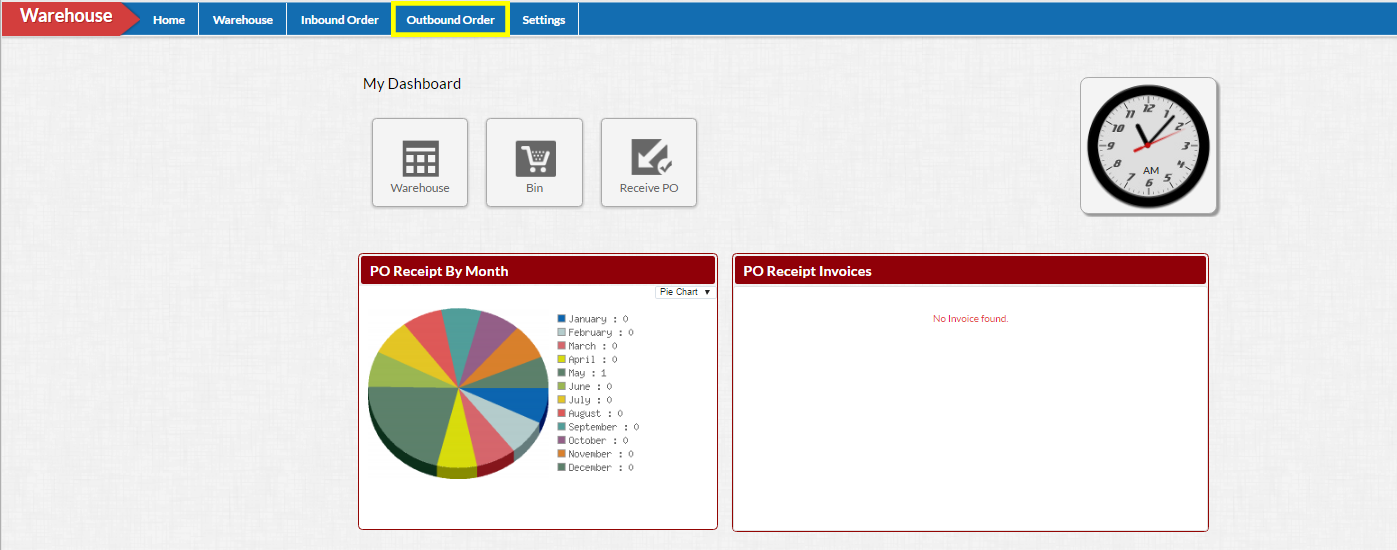 Warehouse
Home
Warehouse
Inbound Order
Outbound Order
Settings
My Dashboard
Warehouse
Bin
Receive PO
12
1
2
3
4
5
6
7
8
9
10
11
AM
PO Receipt By Month
Pie Chart
January : 0
February : 0
March : 0
April : 0
May : 1
June : 0
July : 0
August : 0
September : 0
October : 0
November : 0
December : 0
PO Receipt Invoices
No Invoice found.